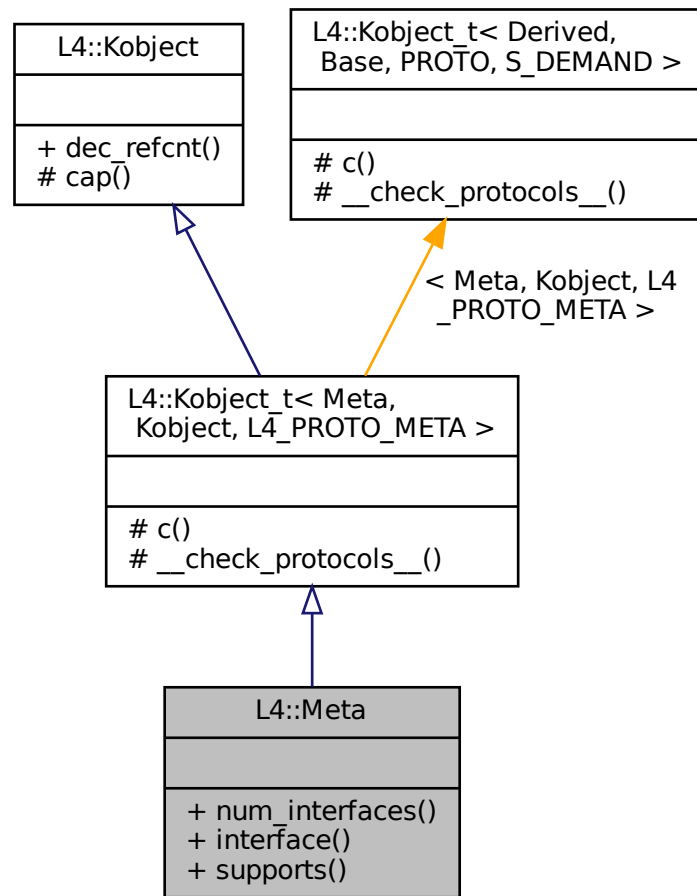 L4::Kobject
+ dec_refcnt()
# cap()
L4::Kobject_t< Derived,
Base, PROTO, S_DEMAND >
# c()
# __check_protocols__()
< Meta, Kobject, L4
_PROTO_META >
L4::Kobject_t< Meta,
Kobject, L4_PROTO_META >
# c()
# __check_protocols__()
L4::Meta
+ num_interfaces()
+ interface()
+ supports()